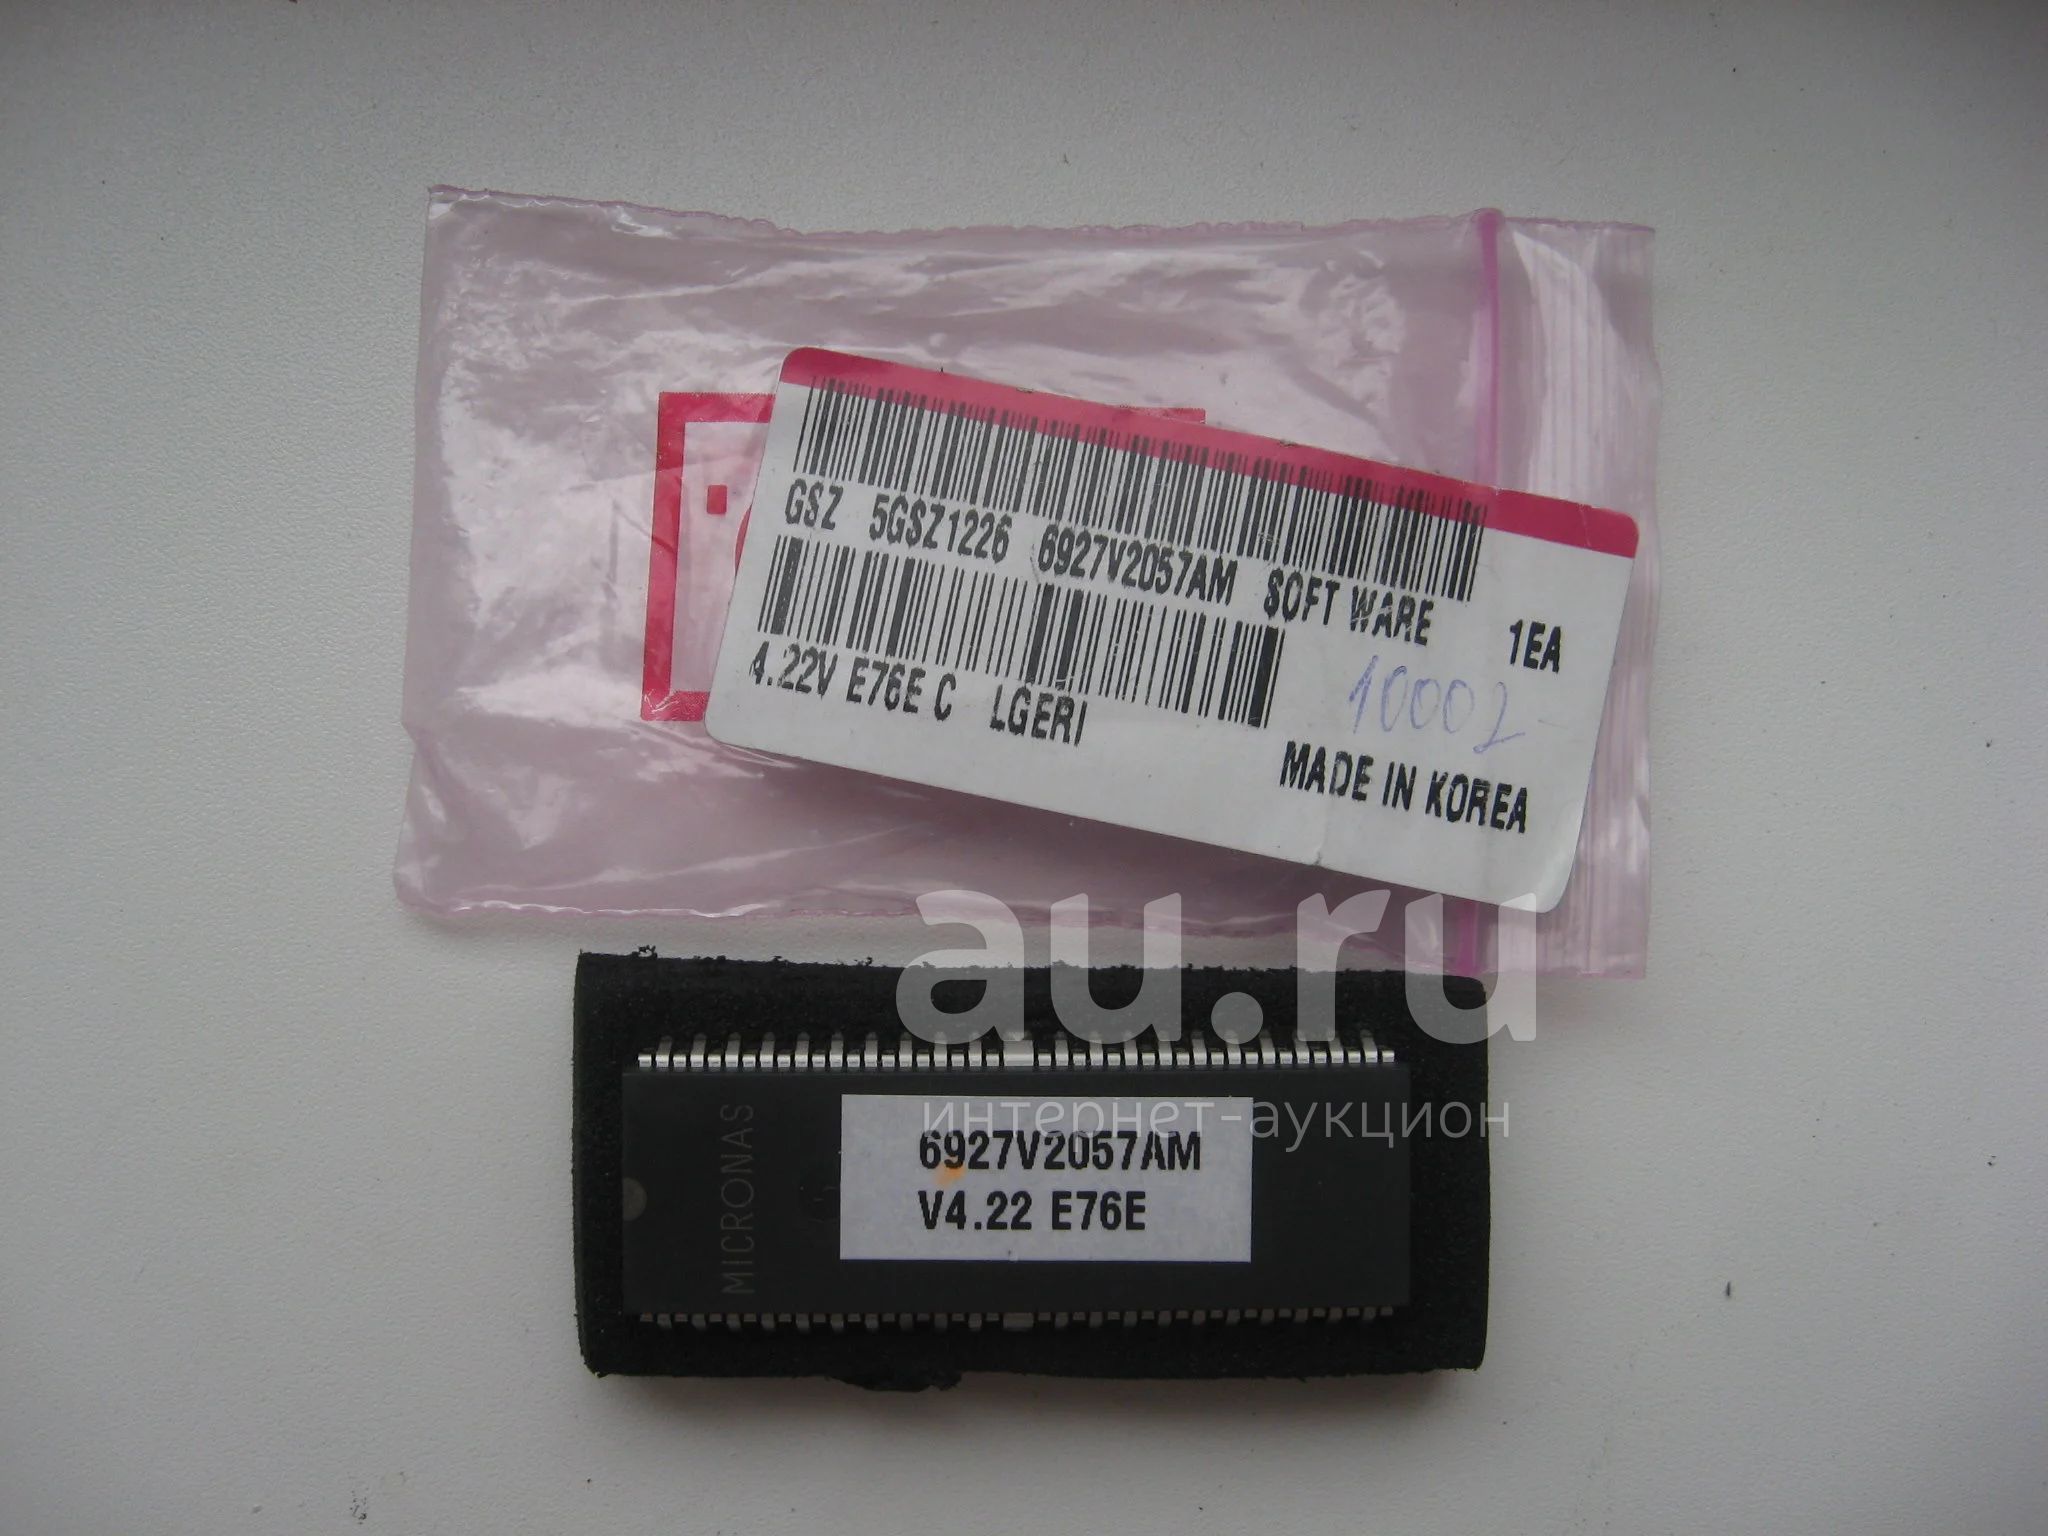 GSZ 5GSZ1226 6927V2057AM SOFT WARE 1EA
4.22V E76E C LGERI
10002
MADE IN KOREA
au.ru
интернет-аукцион
MICRONAS
6927V2057AM
V4.22 E76E